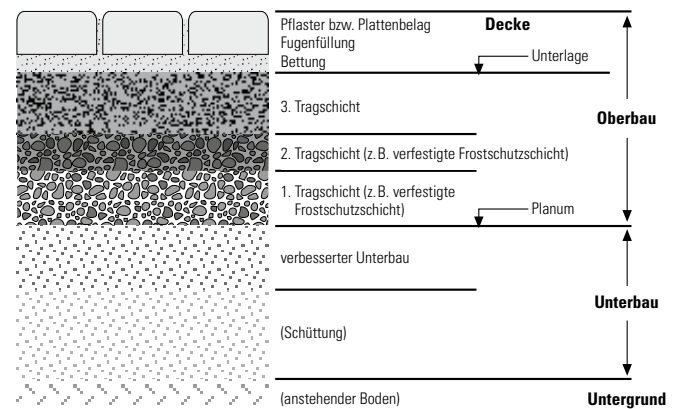 Pflaster bzw. Plattenbelag
Fugenfüllung
Bettung
Decke
Unterlage
3. Tragschicht
Oberbau
2. Tragschicht (z. B. verfestigte Frostschutzschicht)
1. Tragschicht (z. B. verfestigte
Frostschutzschicht)
Planum
verbesserter Unterbau
Unterbau
(Schüttung)
(anstehender Boden)
Untergrund